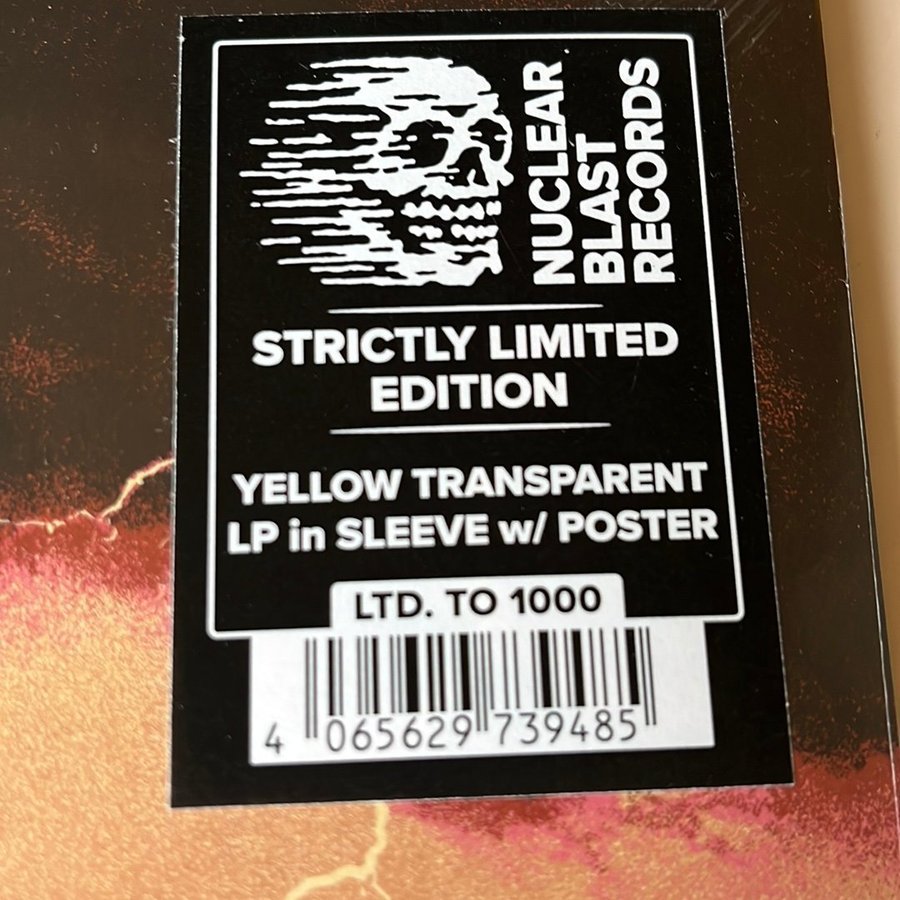 NUCLEAR
BLAST
RECORDS
STRICTLY LIMITED
EDITION
YELLOW TRANSPARENT
LP in SLEEVE w/ POSTER
LTD. TO 1000
4 065629 739485